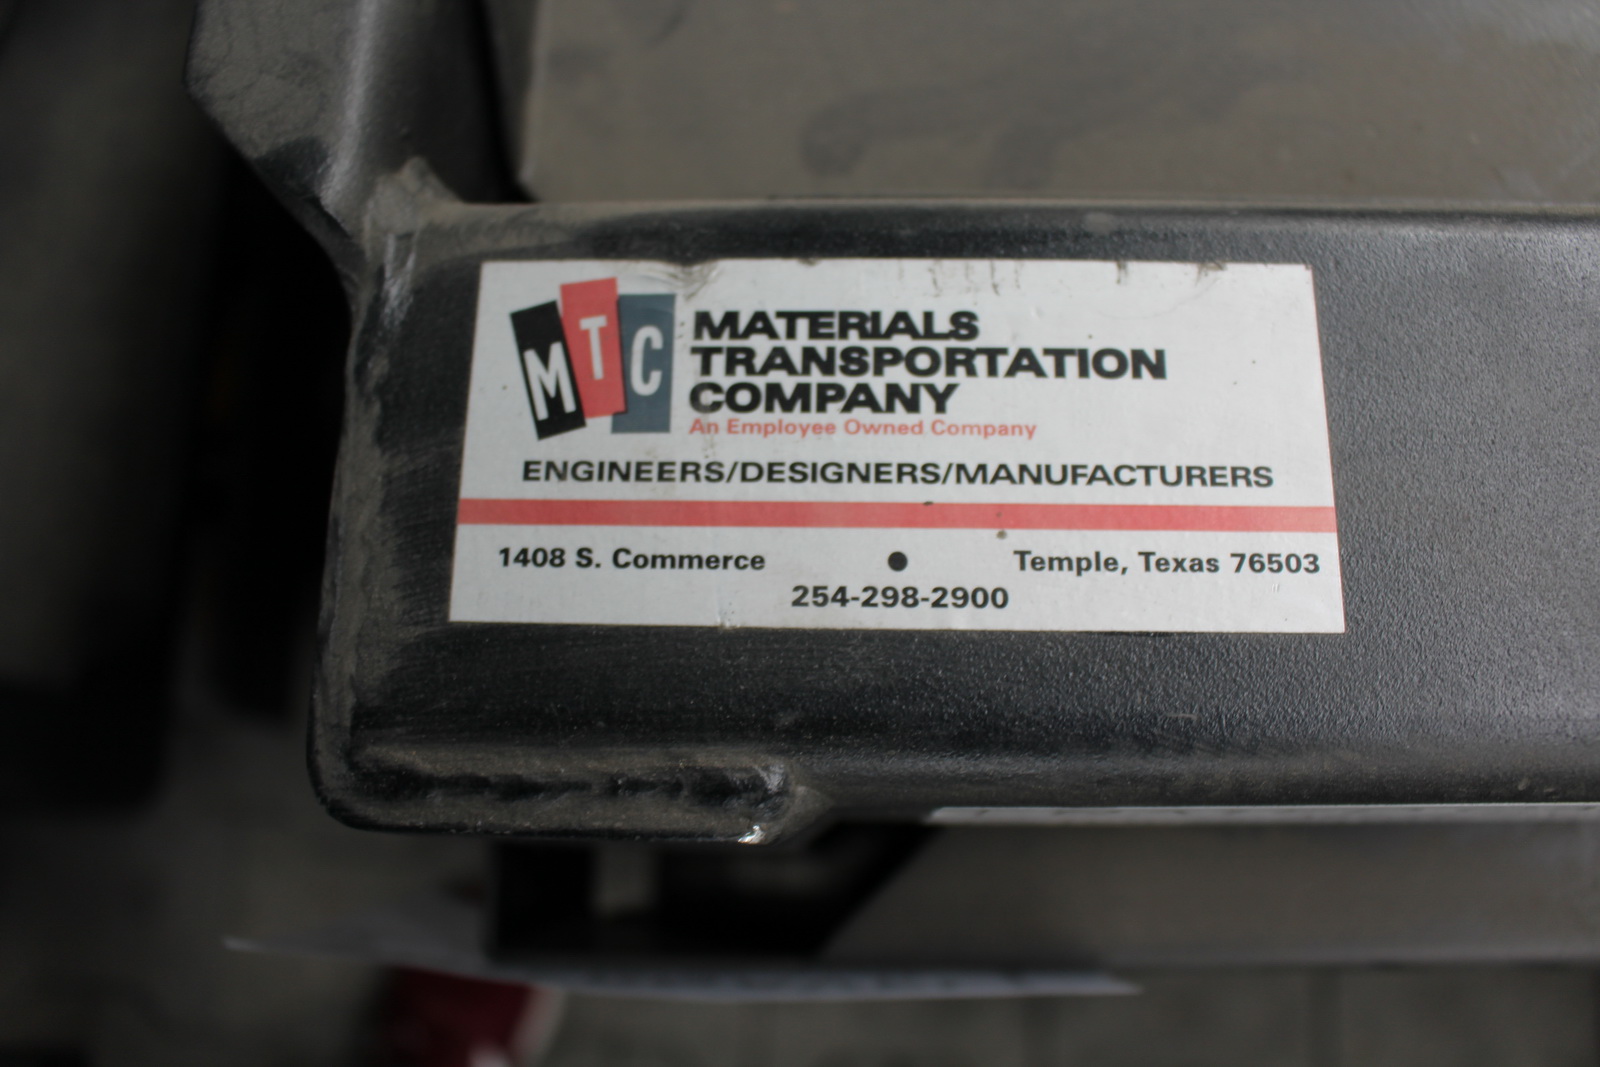 MTC
MATERIALS
TRANSPORTATION
COMPANY
An Employee Owned Company
ENGINEERS/DESIGNERS/MANUFACTURERS
1408 S. Commerce ● Temple, Texas 76503
254-298-2900